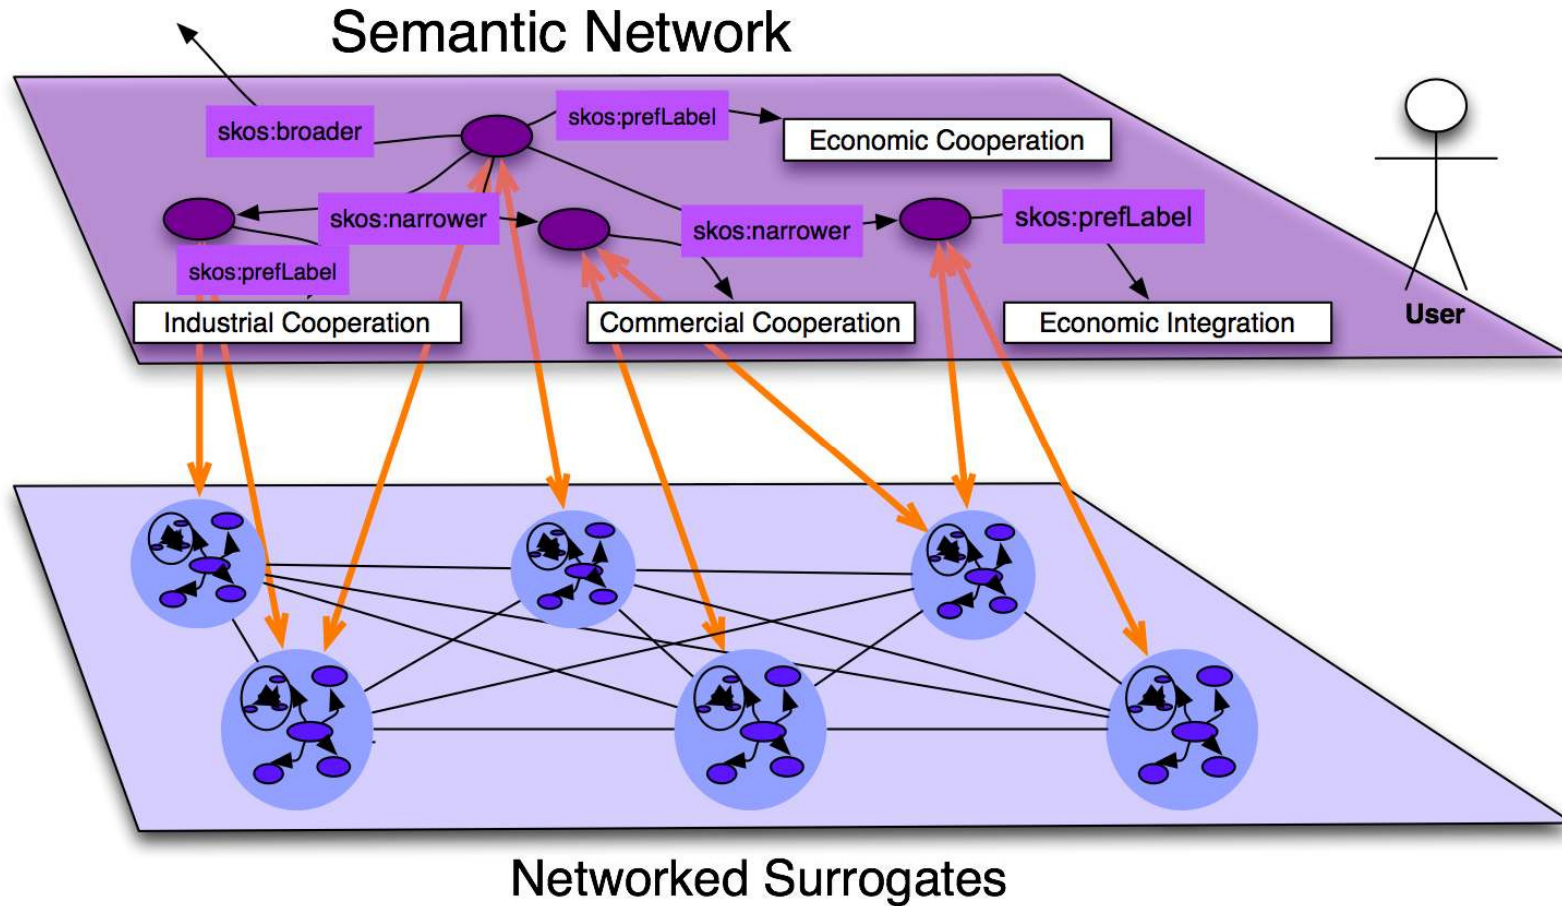 Semantic Network
skos:broader
skos:prefLabel
Economic Cooperation
skos:narrower
skos:narrower
skos:prefLabel
skos:prefLabel
Industrial Cooperation
Commercial Cooperation
Economic Integration
User
Networked Surrogates